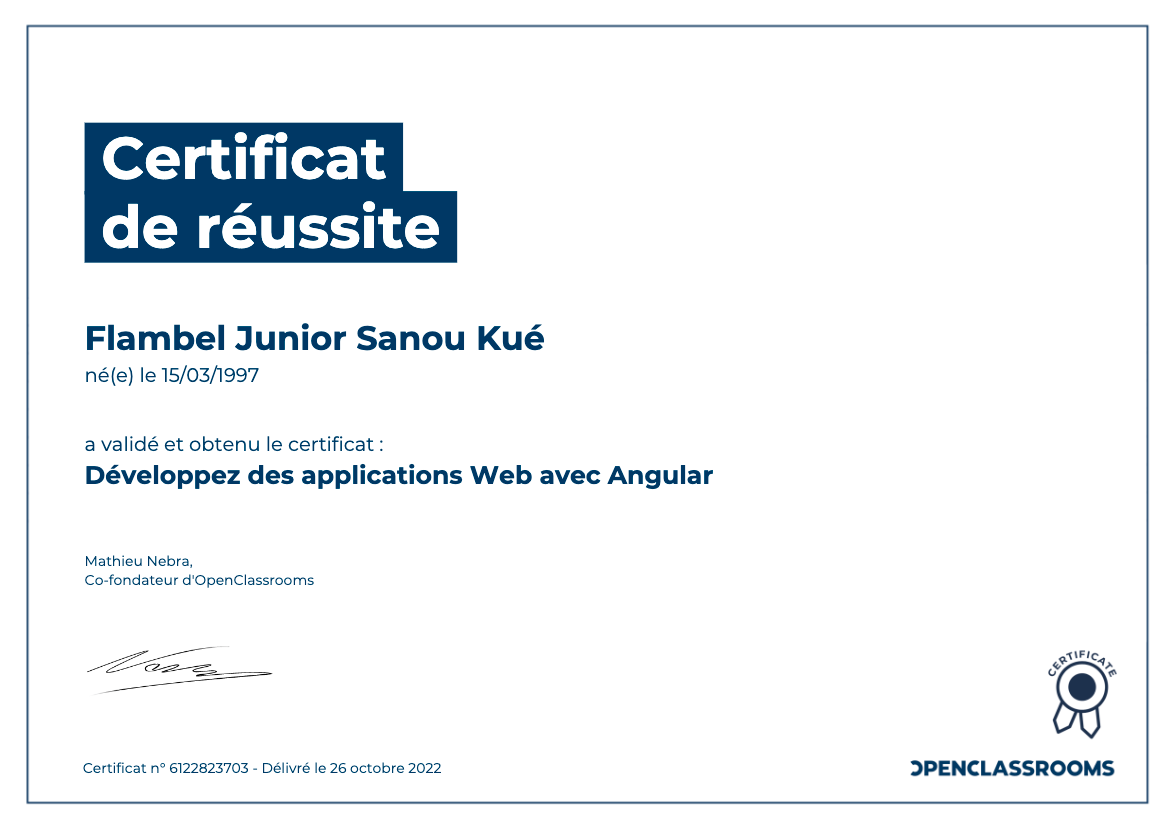 Certificat
de réussite
Flambel Junior Sanou Kué
né(e) le 15/03/1997
a validé et obtenu le certificat :
Développez des applications Web avec Angular
Mathieu Nebra,
Co-fondateur d'OpenClassrooms
CERTIFICATE
Certificat n° 6122823703 - Délivré le 26 octobre 2022
OPENCLASSROOMS